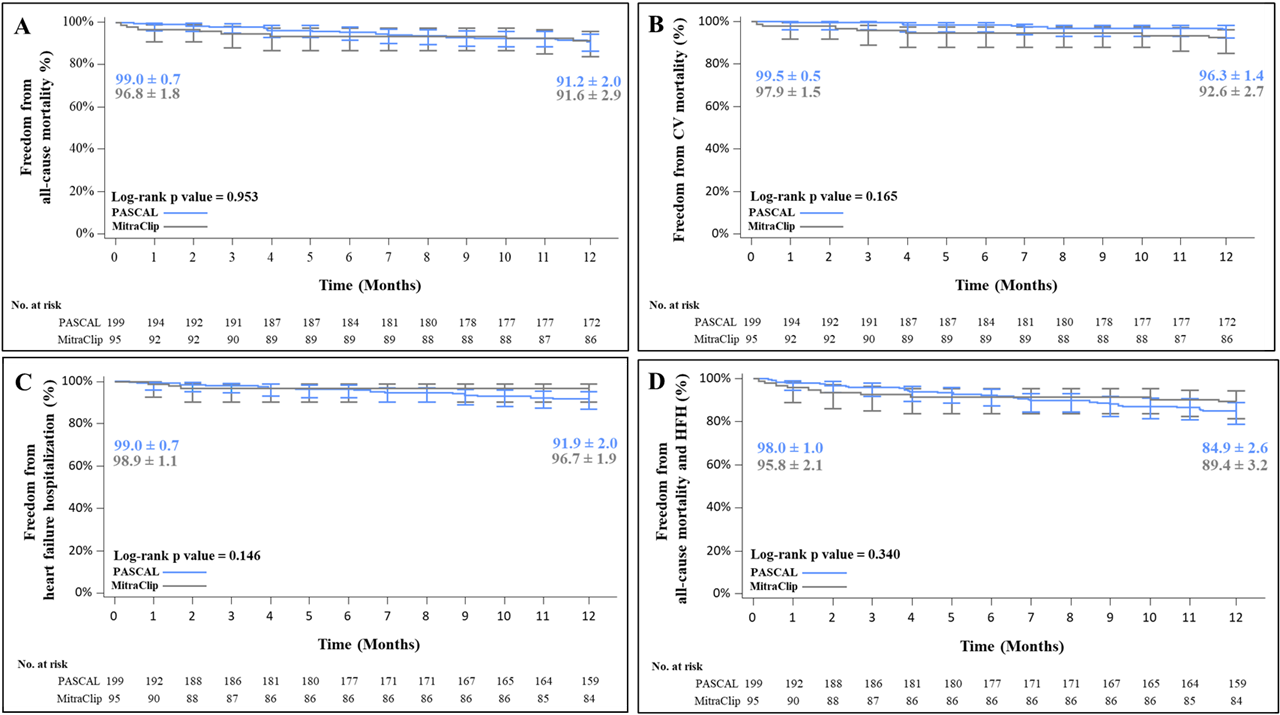 A
Freedom from
all-cause mortality %)
100%
80%
60%
40%
20%
0%
99.0 ± 0.7
96.8 ± 1.8
91.2 ± 2.0
91.6 ± 2.9
Log-rank p value = 0.953
PASCAL
MitraClip
0 1 2 3 4 5 6 7 8 9 10 11 12
Time (Months)
No. at risk
PASCAL 199 194 192 191 187 187 184 181 180 178 177 177 172
MitraClip 95 92 92 90 89 89 89 89 88 88 88 87 86
B
Freedom from CV mortality (%)
100%
80%
60%
40%
20%
0%
99.5 ± 0.5
97.9 ± 1.5
96.3 ± 1.4
92.6 ± 2.7
Log-rank p value = 0.165
PASCAL
MitraClip
0 1 2 3 4 5 6 7 8 9 10 11 12
Time (Months)
No. at risk
PASCAL 199 194 192 191 187 187 184 181 180 178 177 177 172
MitraClip 95 92 92 90 89 89 89 89 88 88 88 87 86
C
Freedom from
heart failure hospitalization (%)
100%
80%
60%
40%
20%
0%
99.0 ± 0.7
98.9 ± 1.1
91.9 ± 2.0
96.7 ± 1.9
Log-rank p value = 0.146
PASCAL
MitraClip
0 1 2 3 4 5 6 7 8 9 10 11 12
Time (Months)
No. at risk
PASCAL 199 192 188 186 181 180 177 171 171 167 165 164 159
MitraClip 95 90 88 87 86 86 86 86 86 86 86 85 84
D
Freedom from
all-cause mortality and HFH (%)
100%
80%
60%
40%
20%
0%
98.0 ± 1.0
95.8 ± 2.1
84.9 ± 2.6
89.4 ± 3.2
Log-rank p value = 0.340
PASCAL
MitraClip
0 1 2 3 4 5 6 7 8 9 10 11 12
Time (Months)
No. at risk
PASCAL 199 192 188 186 181 180 177 171 171 167 165 164 159
MitraClip 95 90 88 87 86 86 86 86 86 86 86 85 84